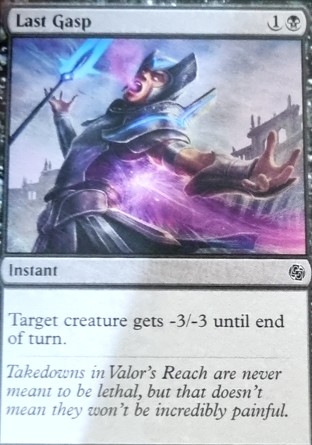 Last Gasp 1
Instant
Target creature gets -3/-3 until end
of turn.
Takedowns in Valor's Reach are never
meant to be lethal, but that doesn't
mean they won't be incredibly painful.